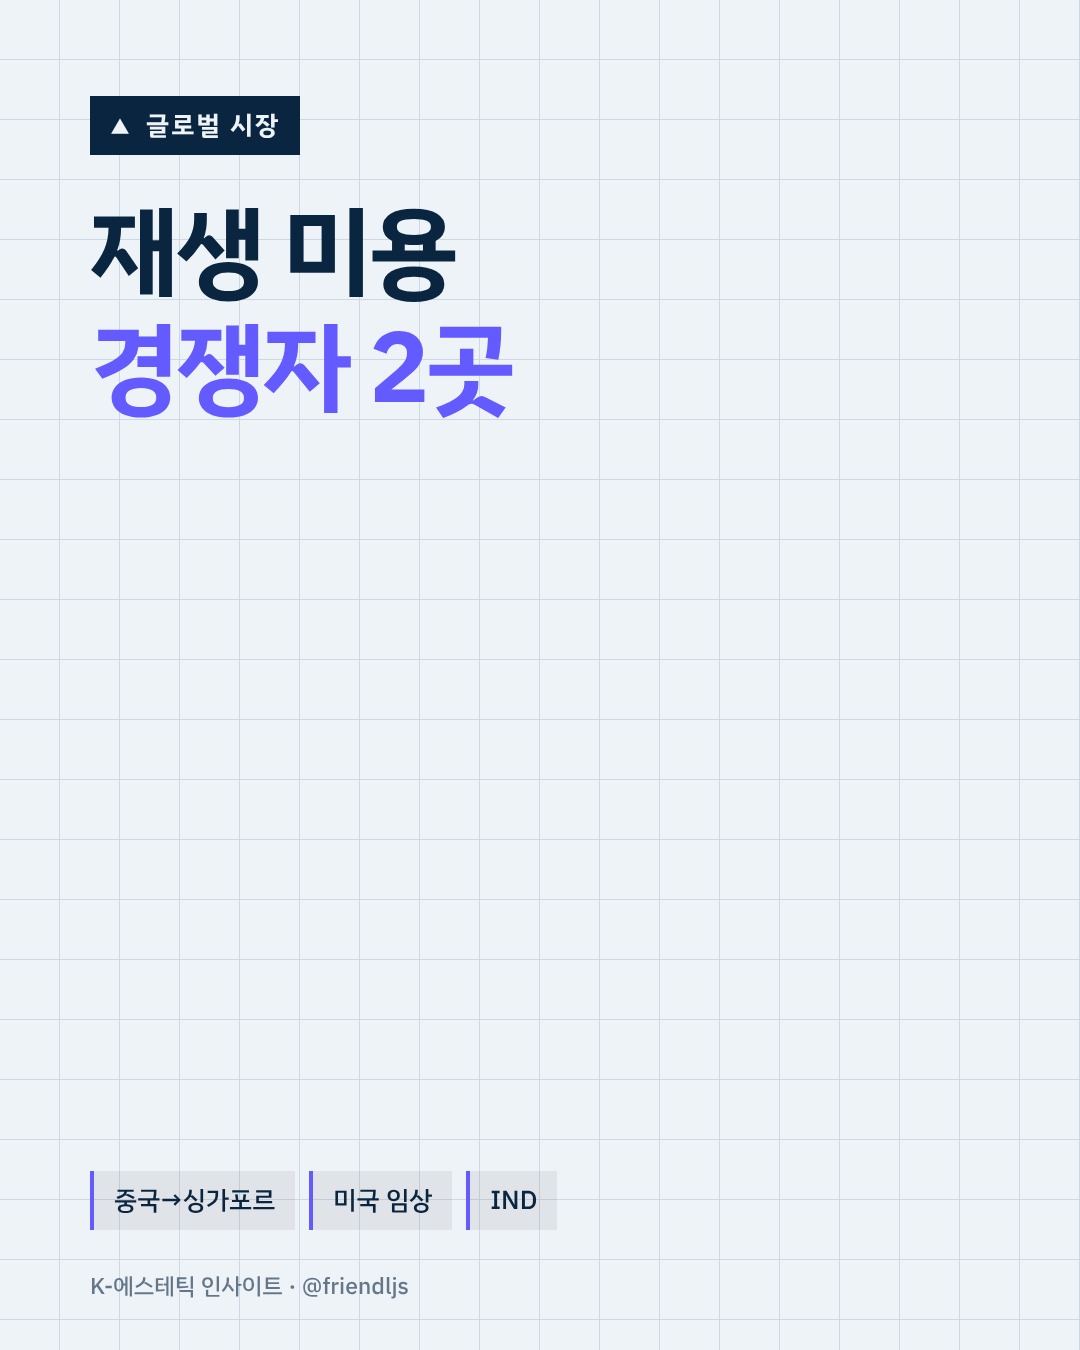 ▲ 글로벌 시장
재생 미용
경쟁자 2곳
중국→싱가포르 미국 임상 IND
K-에스테틱 인사이트 · @friendljs